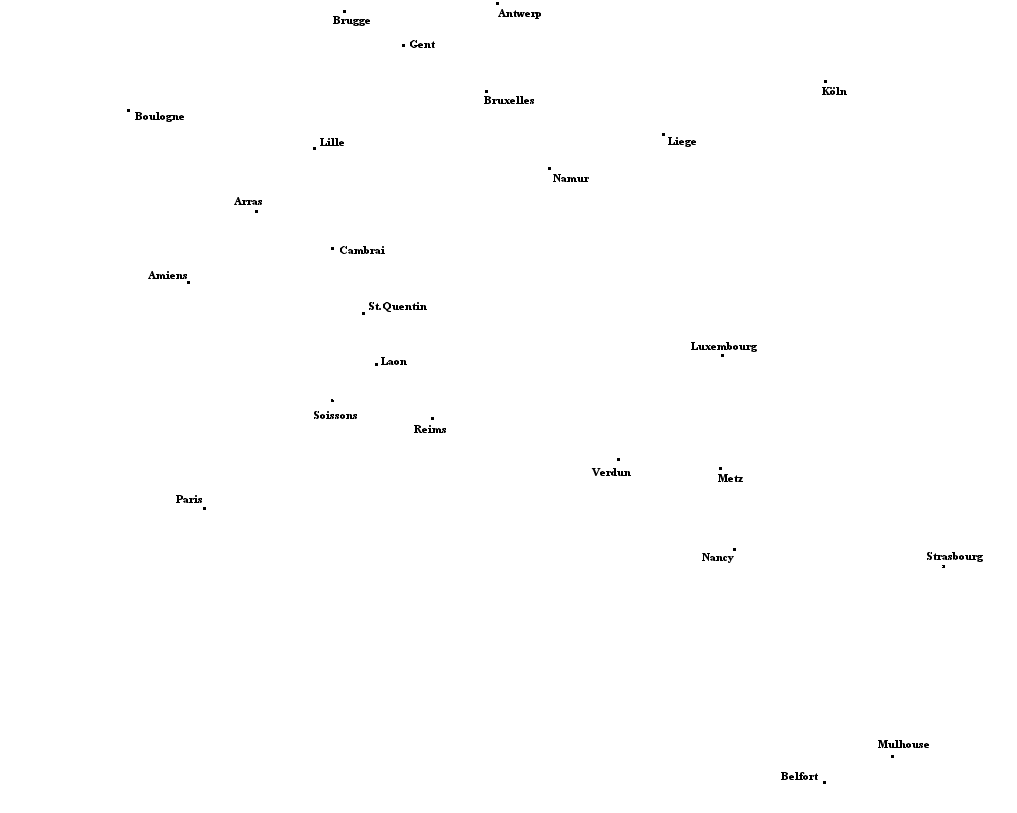 Antwerp
Brugge
Gent
Köln
Bruxelles
Boulogne
Lille
Liege
Namur
Arras
Cambrai
Amiens
St.Quentin
Luxembourg
Laon
Soissons
Reims
Verdun
Metz
Paris
Nancy
Strasbourg
Mulhouse
Belfort